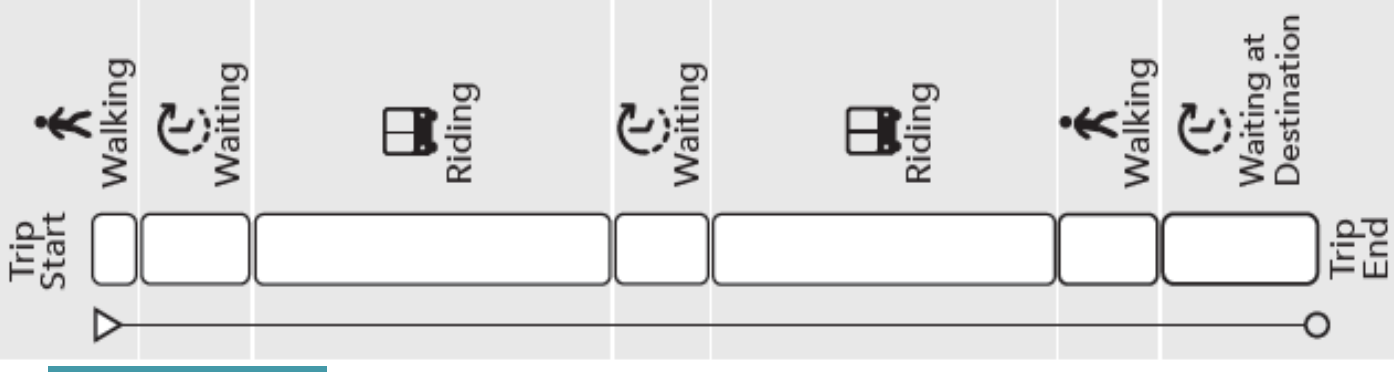 Trip
Start
Walking
Waiting
Riding
Waiting
Riding
Walking
Waiting at
Destination
Trip
End